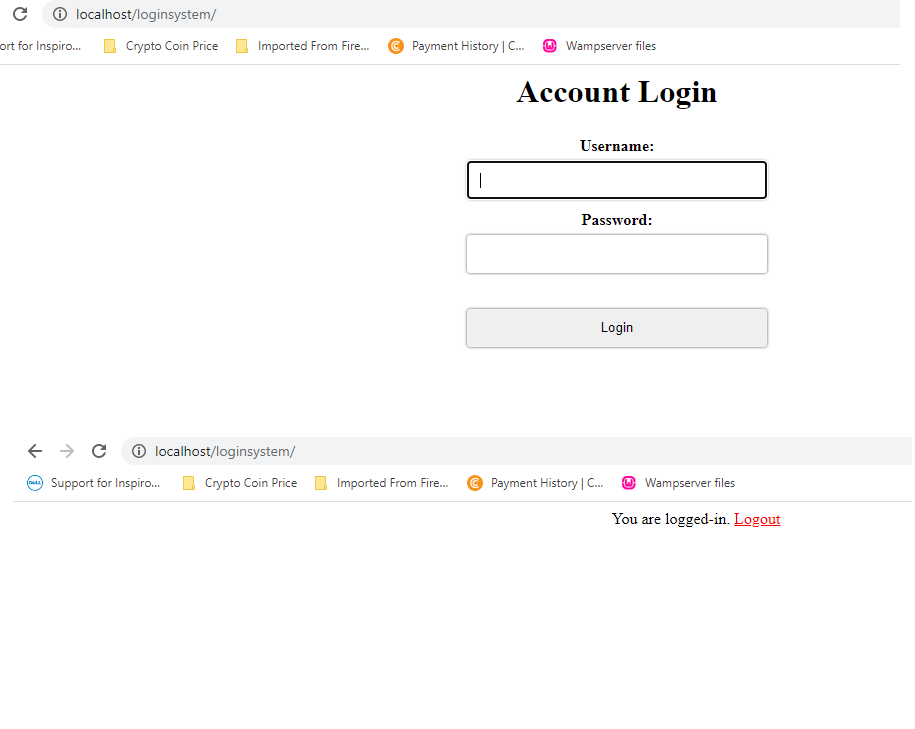 localhost/loginsystem/
ort for Inspiro... Crypto Coin Price Imported From Fire... Payment History | C... Wampserver files
Account Login
Username:
Password:
Login
localhost/loginsystem/
DELL Support for Inspiro... Crypto Coin Price Imported From Fire... Payment History | C... Wampserver files
You are logged-in. Logout